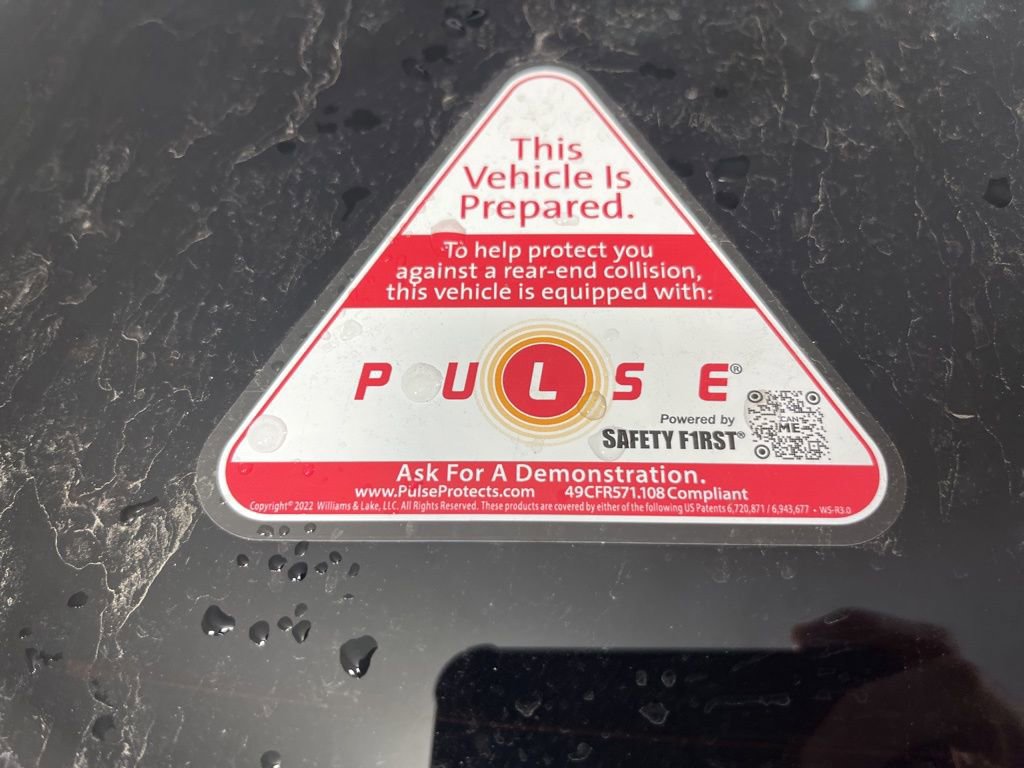 This
Vehicle Is
Prepared.
To help protect you
against a rear-end collision,
this vehicle is equipped with:
PULSE®
Powered by
SAFETY F1RST®
SCAN
ME
Ask For A Demonstration.
www.PulseProtects.com 49CFR571.108 Compliant
Copyright© 2022 Williams & Lake, LLC. All Rights Reserved. These products are covered by either of the following US Patents 6,720,871 / 6,943,677 • WS-R3.0